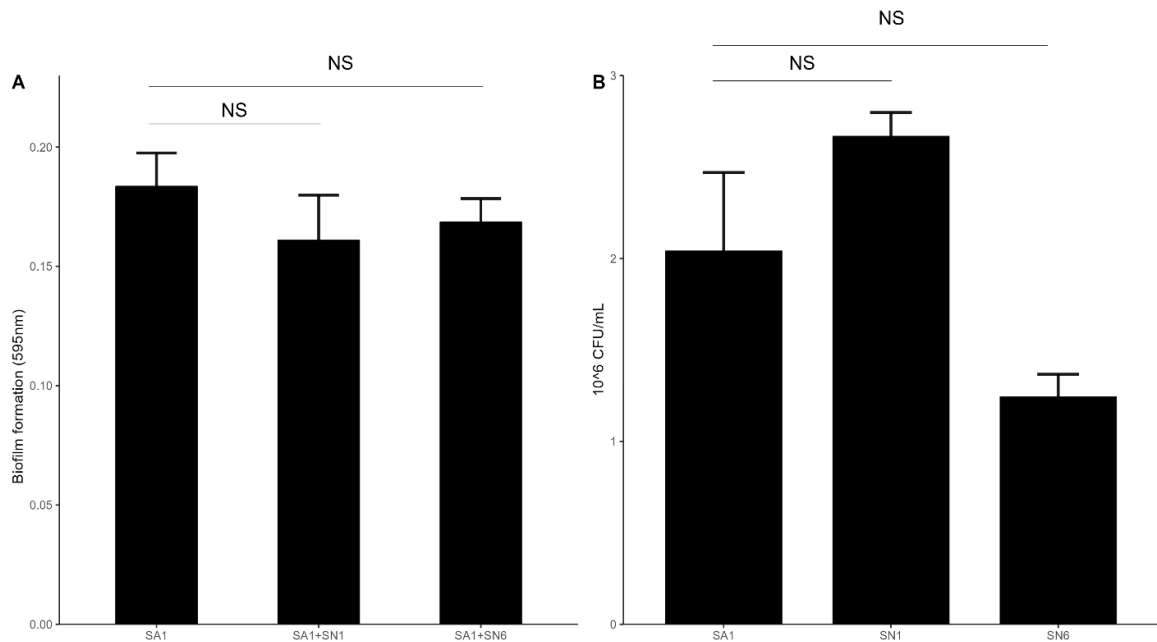 A
NS
NS
Biofilm formation (595nm)
0.20
0.15
0.10
0.05
0.00
SA1
SA1+SN1
SA1+SN6
B
NS
NS
10^6 CFU/mL
3
2
1
0
SA1
SN1
SN6